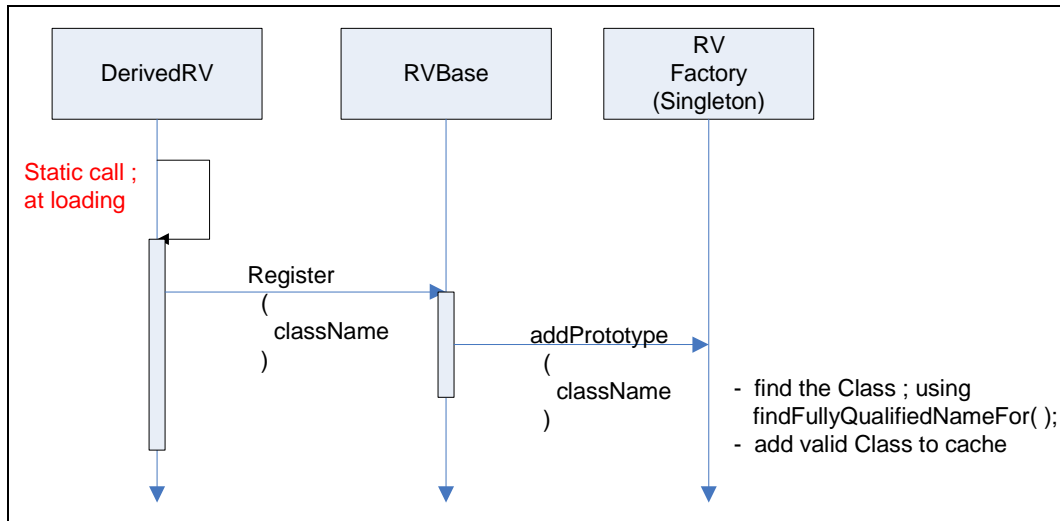 DerivedRV
RVBase
RV
Factory
(Singleton)
Static call ;
at loading
Register
(
className
)
addPrototype
(
className
)
- find the Class ; using
findFullyQualifiedNameFor( );
- add valid Class to cache